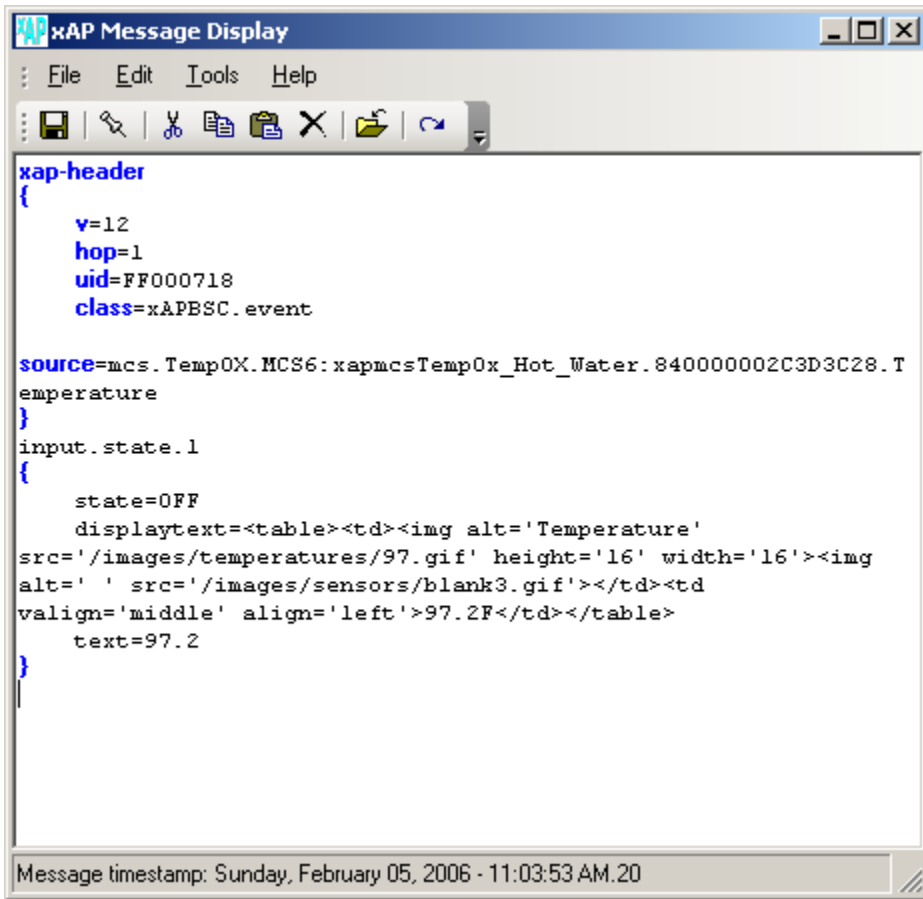 xAP xAP Message Display
File Edit Tools Help
xap-header
{
v=12
hop=1
uid=FF000718
class=xAPBSC.event
source=mcs.TempOX.MCS6:xapmcsTempOx_Hot_Water.840000002C3D3C28.T
emperature
}
input.state.1
{
state=OFF
displaytext=<table><td><img alt='Temperature'
src='/images/temperatures/97.gif' height='16' width='16'><img
alt=' ' src='/images/sensors/blank3.gif'></td><td
valign='middle' align='left'>97.2F</td></table>
text=97.2
}
Message timestamp: Sunday, February 05, 2006 - 11:03:53 AM.20